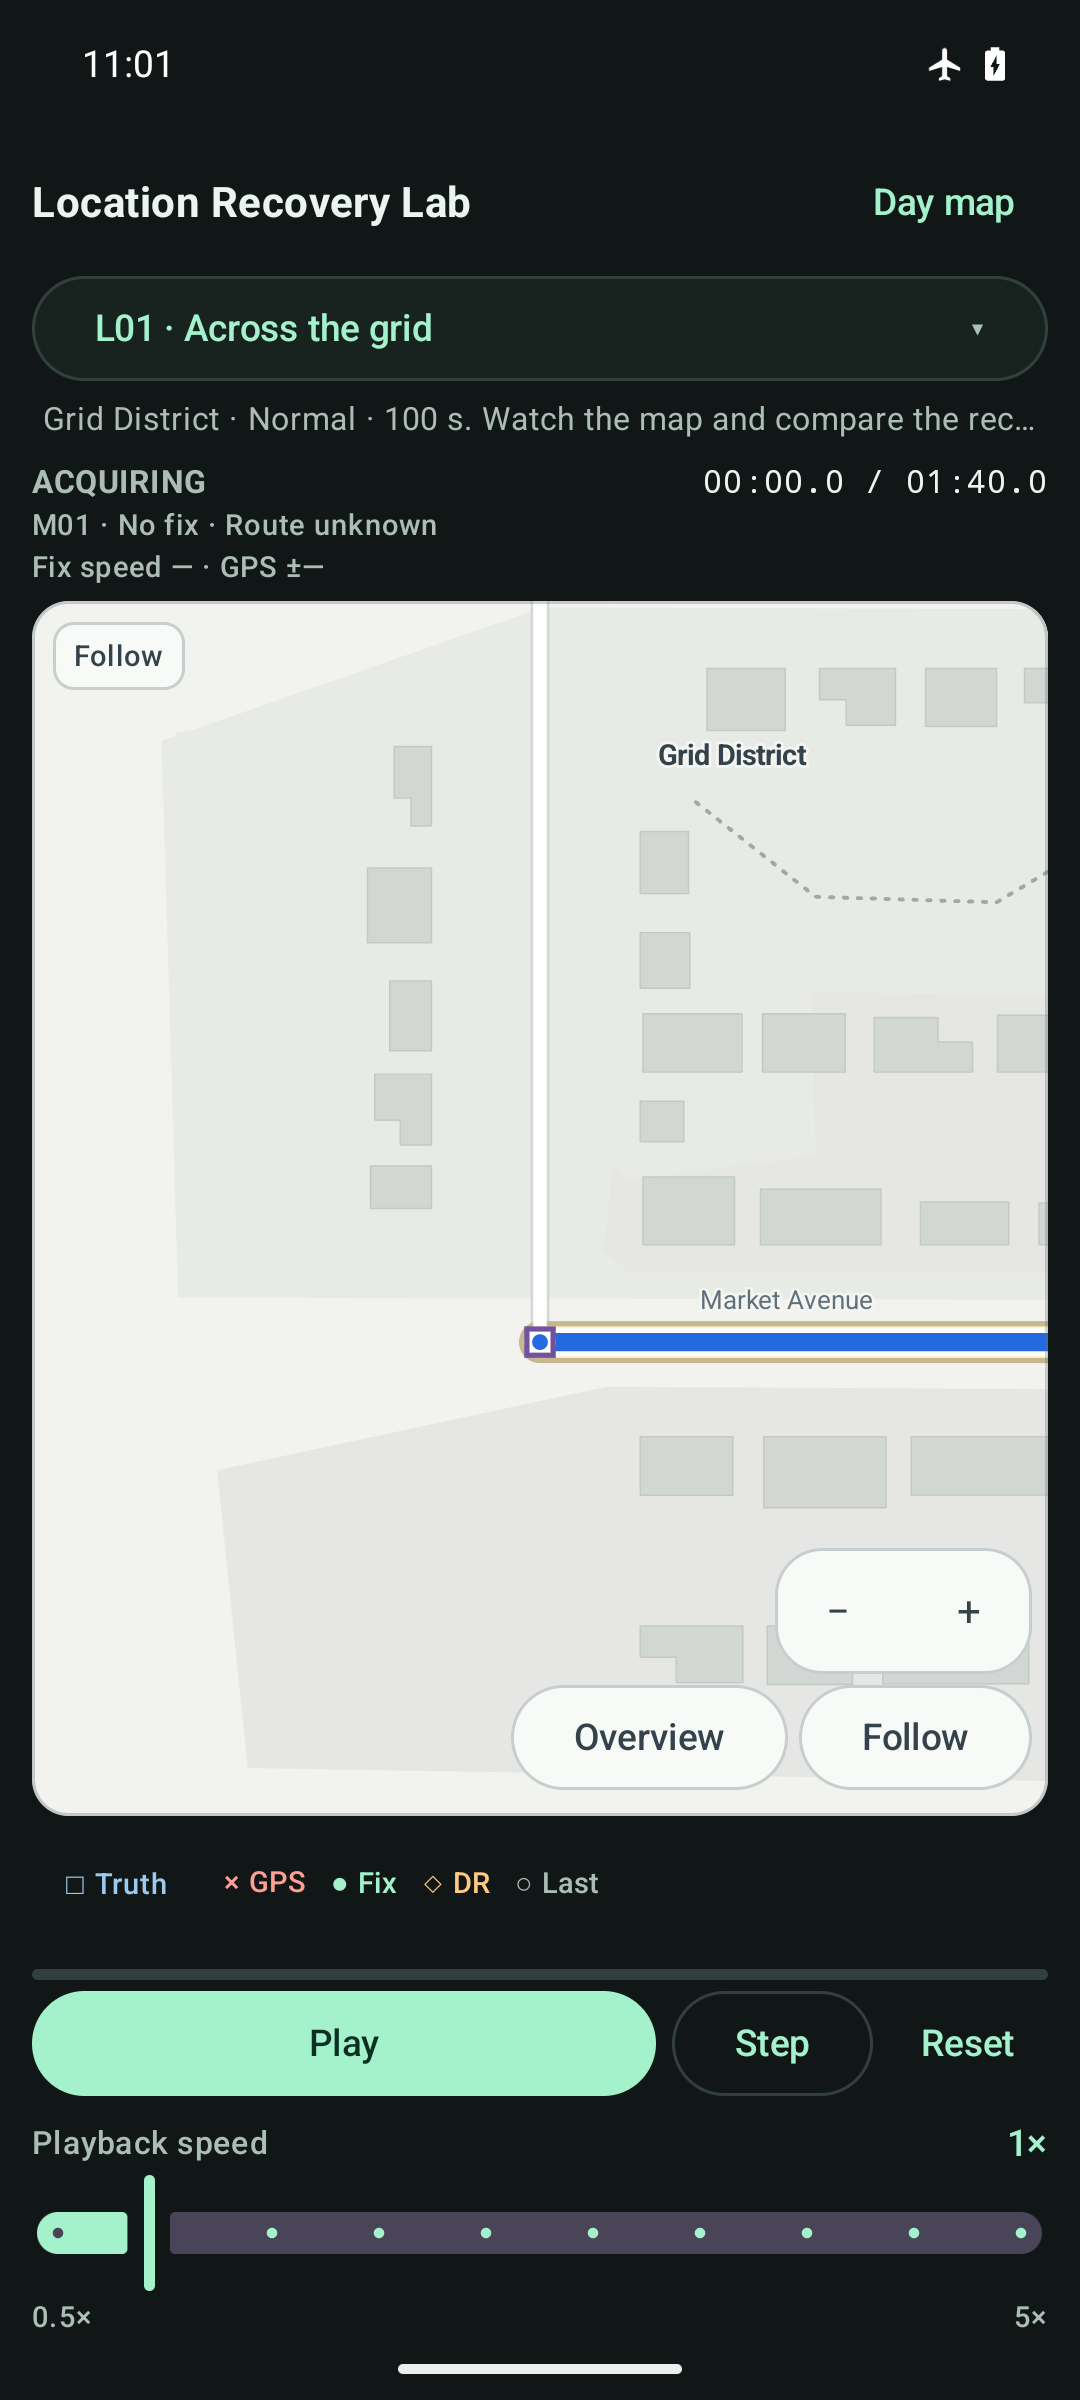 11:01
Location Recovery Lab
Day map
L01 · Across the grid ▾
Grid District · Normal · 100 s. Watch the map and compare the rec…
ACQUIRING
00:00.0 / 01:40.0
M01 · No fix · Route unknown
Fix speed — · GPS ±—
Follow
Grid District
Market Avenue
− +
Overview
Follow
□ Truth × GPS ● Fix ◇ DR ○ Last
Play
Step
Reset
Playback speed
1×
0.5×
5×